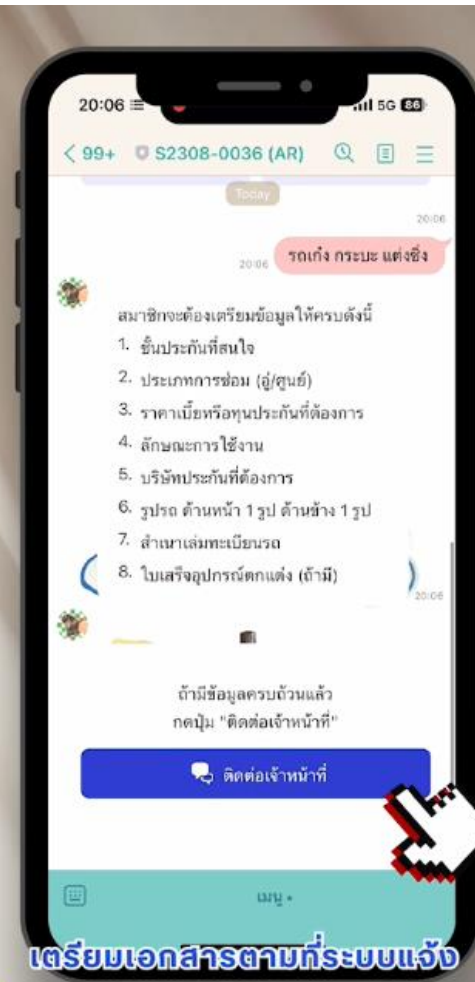 20:06
5G 86
99+ S2308-0036 (AR)
Today
20:06
รถเก๋ง กระบะ แต่งซิ่ง
20:06
สมาชิกจะต้องเตรียมข้อมูลให้ครบดังนี้
1. ชั้นประกันที่สนใจ
2. ประเภทการซ่อม (อู่/ศูนย์)
3. ราคาเบี้ยหรือทุนประกันที่ต้องการ
4. ลักษณะการใช้งาน
5. บริษัทประกันที่ต้องการ
6. รูปรถ ด้านหน้า 1 รูป ด้านข้าง 1 รูป
7. สำเนาเล่มทะเบียนรถ
8. ใบเสร็จอุปกรณ์ตกแต่ง (ถ้ามี)
20:06
ถ้ามีข้อมูลครบถ้วนแล้ว
กดปุ่ม "ติดต่อเจ้าหน้าที่"
ติดต่อเจ้าหน้าที่
เมนู
เตรียมเอกสารตามที่ระบบแจ้ง